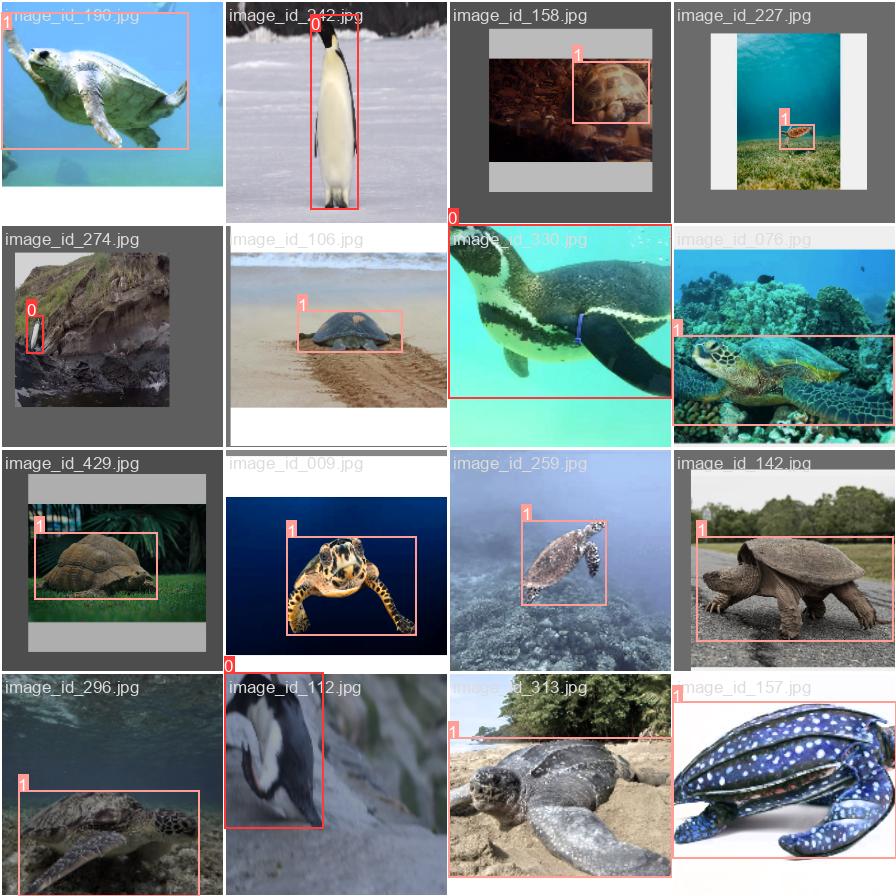 image_id_190.jpg
1
image_id_242.jpg
0
image_id_158.jpg
1
image_id_227.jpg
1
image_id_274.jpg
0
image_id_106.jpg
1
image_id_330.jpg
0
image_id_076.jpg
1
image_id_429.jpg
1
image_id_009.jpg
1
image_id_259.jpg
1
image_id_142.jpg
1
image_id_296.jpg
1
image_id_112.jpg
0
image_id_313.jpg
1
image_id_157.jpg
1